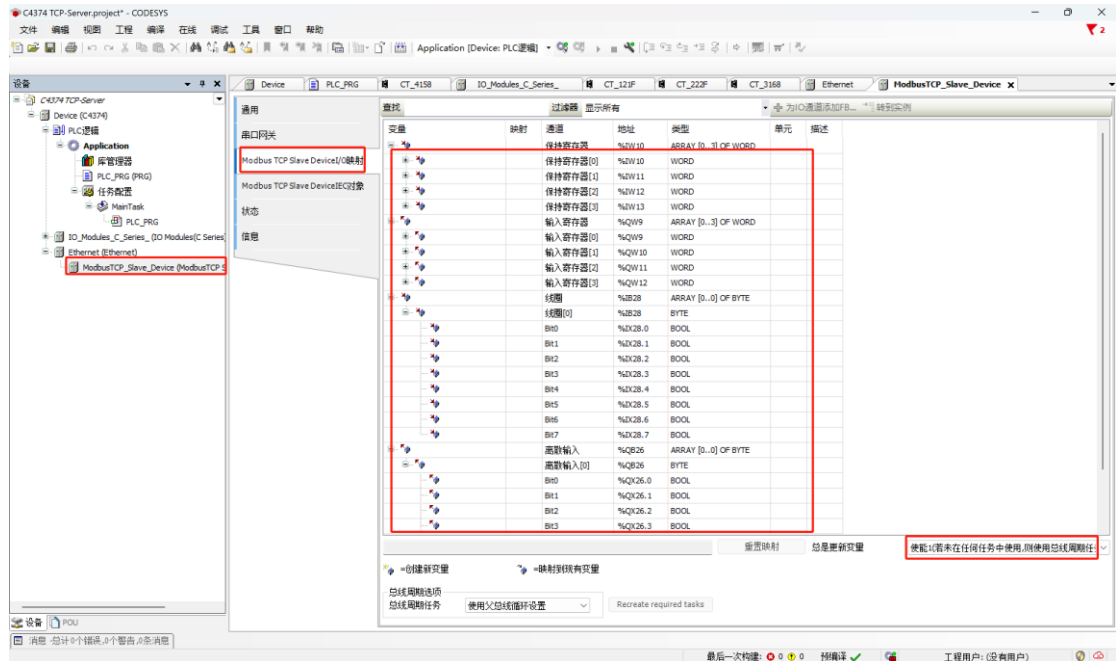 C4374 TCP-Server.project* - CODESYS
文件 编辑 视图 工程 编译 在线 调试 工具 窗口 帮助
Application [Device: PLC逻辑]
2
设备
Device PLC_PRG CT_4158 IO_Modules_C_Series_ CT_121F CT_222F CT_3168 Ethernet ModbusTCP_Slave_Device X
C4374 TCP-Server
Device (C4374)
PLC逻辑
Application
库管理器
PLC_PRG (PRG)
任务配置
MainTask
PLC_PRG
IO_Modules_C_Series_ (IO Modules(C Series)
Ethernet (Ethernet)
ModbusTCP_Slave_Device (ModbusTCP S
通用
串口网关
Modbus TCP Slave DeviceI/O映射
Modbus TCP Slave DeviceIEC对象
状态
信息
查找 过滤器 显示所有 为IO通道添加FB... 转到实例
变量 映射 通道 地址 类型 单元 描述
保持寄存器 %IW10 ARRAY [0..3] OF WORD
保持寄存器[0] %IW10 WORD
保持寄存器[1] %IW11 WORD
保持寄存器[2] %IW12 WORD
保持寄存器[3] %IW13 WORD
输入寄存器 %QW9 ARRAY [0..3] OF WORD
输入寄存器[0] %QW9 WORD
输入寄存器[1] %QW10 WORD
输入寄存器[2] %QW11 WORD
输入寄存器[3] %QW12 WORD
线圈 %IB28 ARRAY [0..0] OF BYTE
线圈[0] %IB28 BYTE
Bit0 %IX28.0 BOOL
Bit1 %IX28.1 BOOL
Bit2 %IX28.2 BOOL
Bit3 %IX28.3 BOOL
Bit4 %IX28.4 BOOL
Bit5 %IX28.5 BOOL
Bit6 %IX28.6 BOOL
Bit7 %IX28.7 BOOL
离散输入 %QB26 ARRAY [0..0] OF BYTE
离散输入[0] %QB26 BYTE
Bit0 %QX26.0 BOOL
Bit1 %QX26.1 BOOL
Bit2 %QX26.2 BOOL
Bit3 %QX26.3 BOOL
重置映射 总是更新变量 使能1(若未在任何任务中使用,则使用总线周期任
=创建新变量 =映射到现有变量
总线周期选项
总线周期任务 使用父总线循环设置 Recreate required tasks
设备 POU
消息 -总计0个错误,0个警告,0条消息
最后一次构建: 0 0 预编译 工程用户: (没有用户)